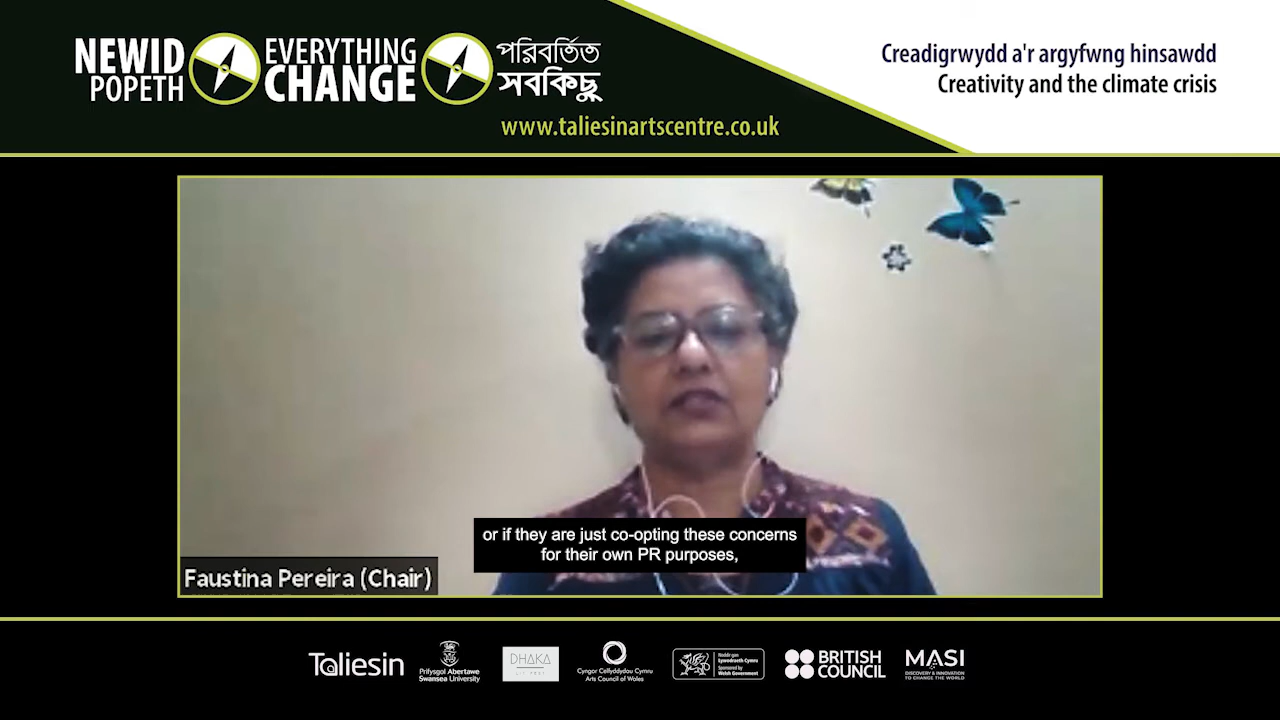 NEWID
POPETH
EVERYTHING
CHANGE
পরিবর্তিত
সবকিছু
www.taliesinartscentre.co.uk
Creadigrwydd a'r argyfwng hinsawdd
Creativity and the climate crisis
or if they are just co-opting these concerns
for their own PR purposes,
Faustina Pereira (Chair)
Taliesin
Prifysgol Abertawe
Swansea University
DHAKA
Cyngor Celfyddydau Cymru
Arts Council of Wales
Noddir gan
Lywodraeth Cymru
Sponsored by
Welsh Government
BRITISH
COUNCIL
MASI
DISCOVERY & INNOVATION
TO CHANGE THE WORLD